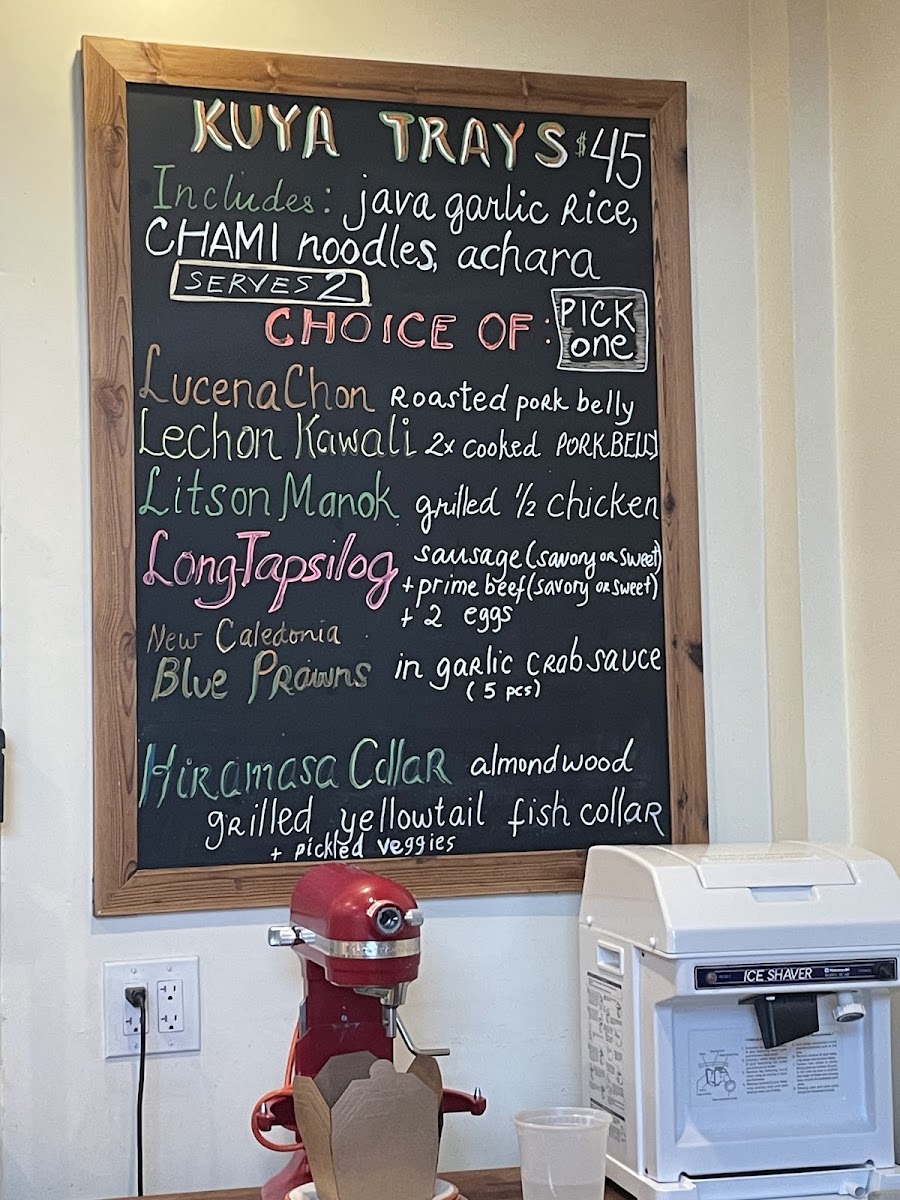 KUYA TRAYS $45
Includes: java garlic Rice,
CHAMI noodles, achara
SERVES 2
CHOICE OF: PICK one
LucenaChon Roasted pork belly
Lechon Kawali 2x cooked PORK BELLY
Litson Manok grilled 1/2 chicken
LongTapsilog sausage (savory or sweet)
+ prime beef (savory or sweet)
+ 2 eggs
New Caledonia
Blue Prawns in garlic crab sauce
(5 pcs)
Hiramasa Collar almondwood
grilled yellowtail fish collar
+ pickled veggies
ICE SHAVER